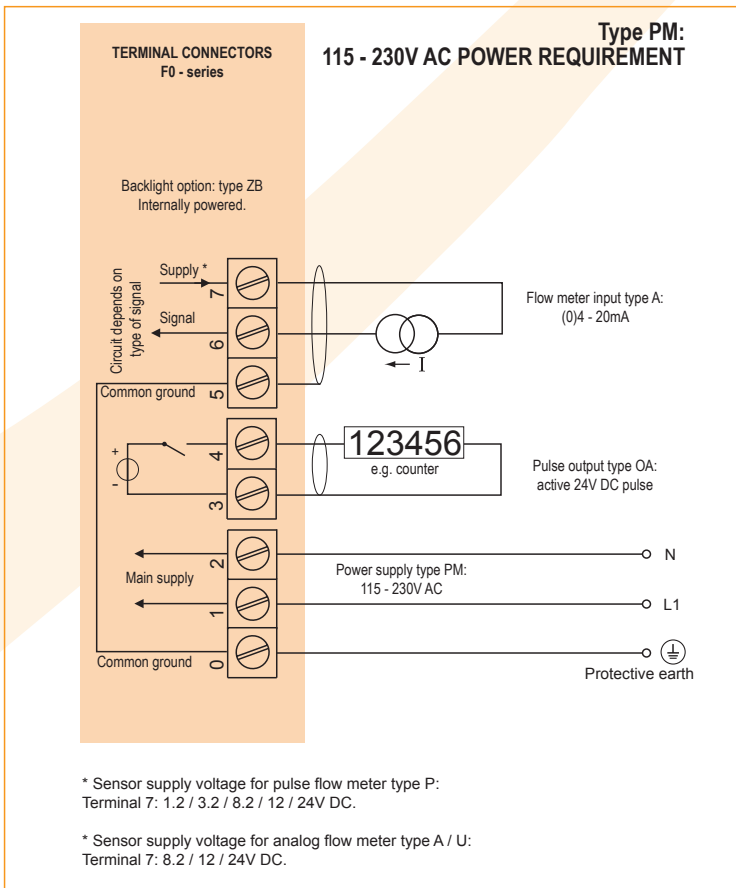 Type PM:
115 - 230V AC POWER REQUIREMENT
TERMINAL CONNECTORS
F0 - series
Backlight option: type ZB
Internally powered.
Circuit depends on
type of signal
Supply *
7
Signal
6
Common ground
5
Flow meter input type A:
(0)4 - 20mA
I
+
-
4
3
123456
e.g. counter
Pulse output type OA:
active 24V DC pulse
2
Main supply
1
Power supply type PM:
115 - 230V AC
N
L1
Common ground
0
Protective earth
* Sensor supply voltage for pulse flow meter type P:
Terminal 7: 1.2 / 3.2 / 8.2 / 12 / 24V DC.
* Sensor supply voltage for analog flow meter type A / U:
Terminal 7: 8.2 / 12 / 24V DC.